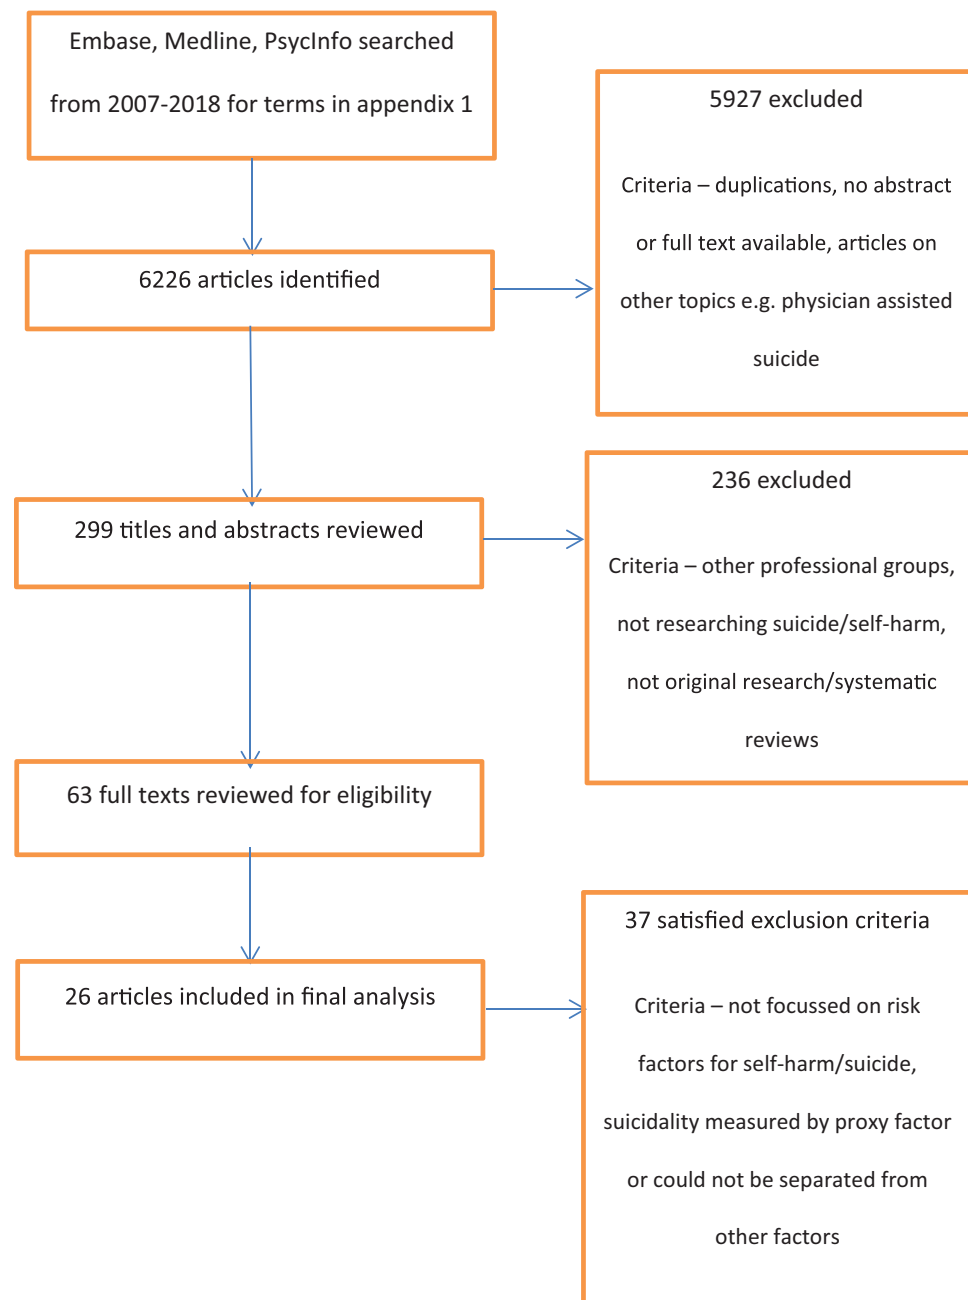 Embase, Medline, PsycInfo searched
from 2007-2018 for terms in appendix 1
5927 excluded
Criteria – duplications, no abstract
or full text available, articles on
other topics e.g. physician assisted
suicide
6226 articles identified
299 titles and abstracts reviewed
236 excluded
Criteria – other professional groups,
not researching suicide/self-harm,
not original research/systematic
reviews
63 full texts reviewed for eligibility
26 articles included in final analysis
37 satisfied exclusion criteria
Criteria – not focussed on risk
factors for self-harm/suicide,
suicidality measured by proxy factor
or could not be separated from
other factors